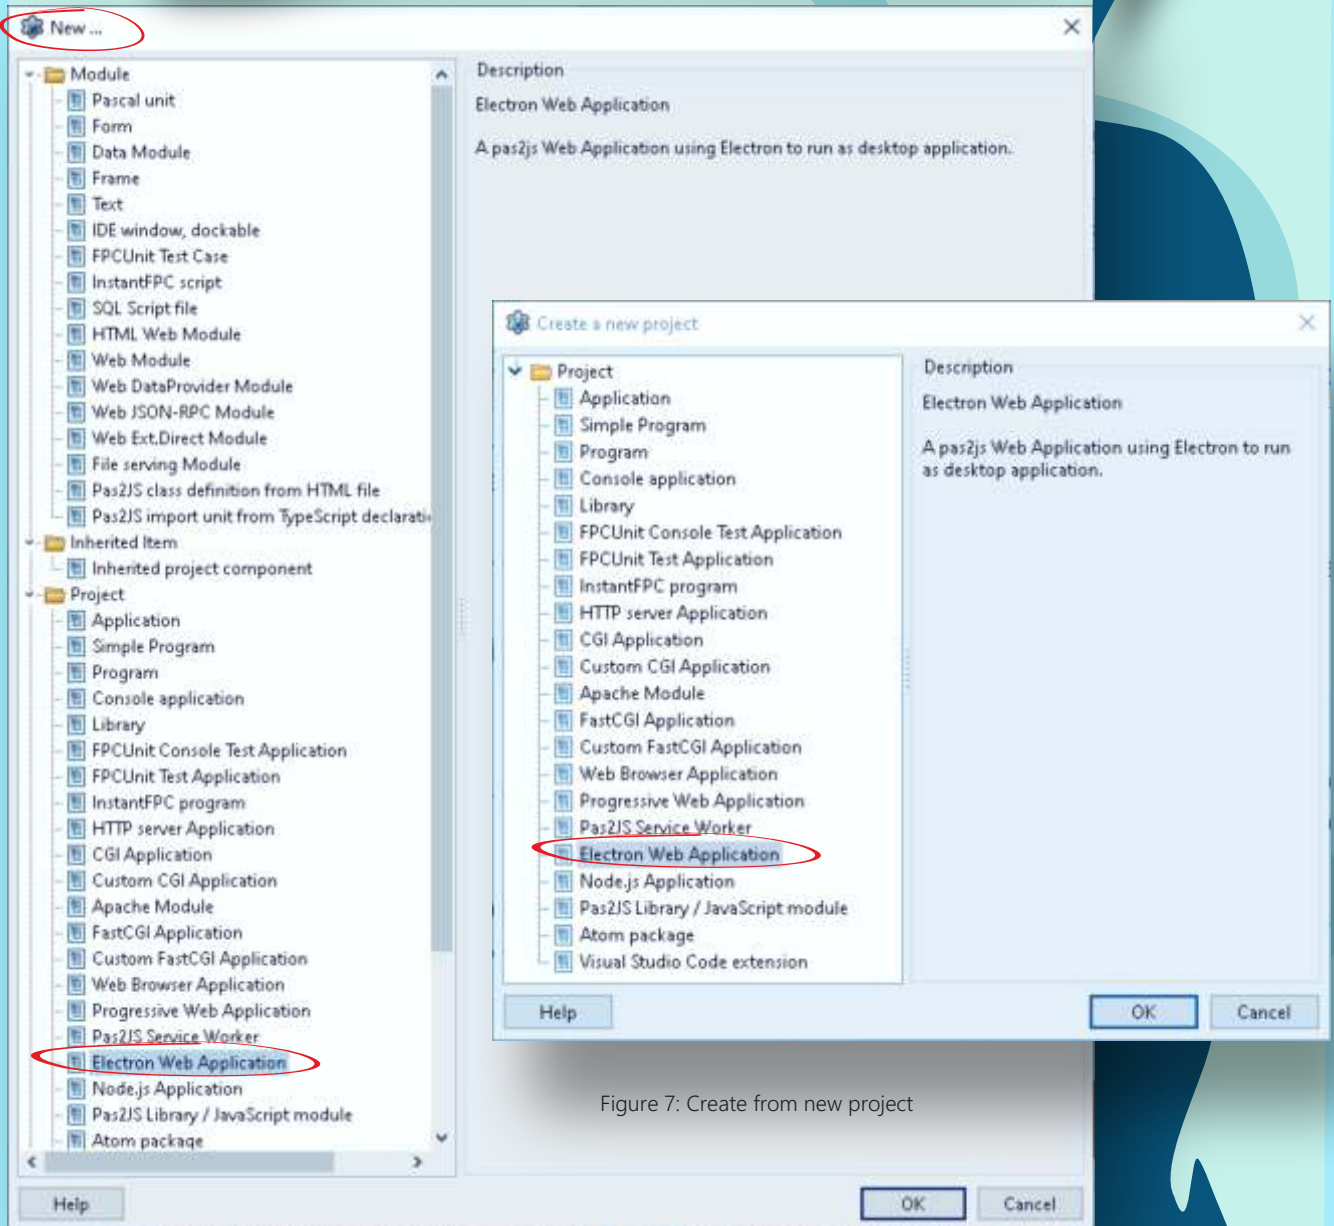 New ...
Module
Pascal unit
Form
Data Module
Frame
Text
IDE window, dockable
FPCUnit Test Case
InstantFPC script
SQL Script file
HTML Web Module
Web Module
Web DataProvider Module
Web JSON-RPC Module
Web Ext.Direct Module
File serving Module
Pas2JS class definition from HTML file
Pas2JS import unit from TypeScript declarati
Inherited Item
Inherited project component
Project
Application
Simple Program
Program
Console application
Library
FPCUnit Console Test Application
FPCUnit Test Application
InstantFPC program
HTTP server Application
CGI Application
Custom CGI Application
Apache Module
FastCGI Application
Custom FastCGI Application
Web Browser Application
Progressive Web Application
Pas2JS Service Worker
Electron Web Application
Node.js Application
Pas2JS Library / JavaScript module
Atom package
Help
Description
Electron Web Application
A pas2js Web Application using Electron to run as desktop application.
OK
Cancel
Create a new project
Project
Application
Simple Program
Program
Console application
Library
FPCUnit Console Test Application
FPCUnit Test Application
InstantFPC program
HTTP server Application
CGI Application
Custom CGI Application
Apache Module
FastCGI Application
Custom FastCGI Application
Web Browser Application
Progressive Web Application
Pas2JS Service Worker
Electron Web Application
Node.js Application
Pas2JS Library / JavaScript module
Atom package
Visual Studio Code extension
Description
Electron Web Application
A pas2js Web Application using Electron to run
as desktop application.
Help
OK
Cancel
Figure 7: Create from new project